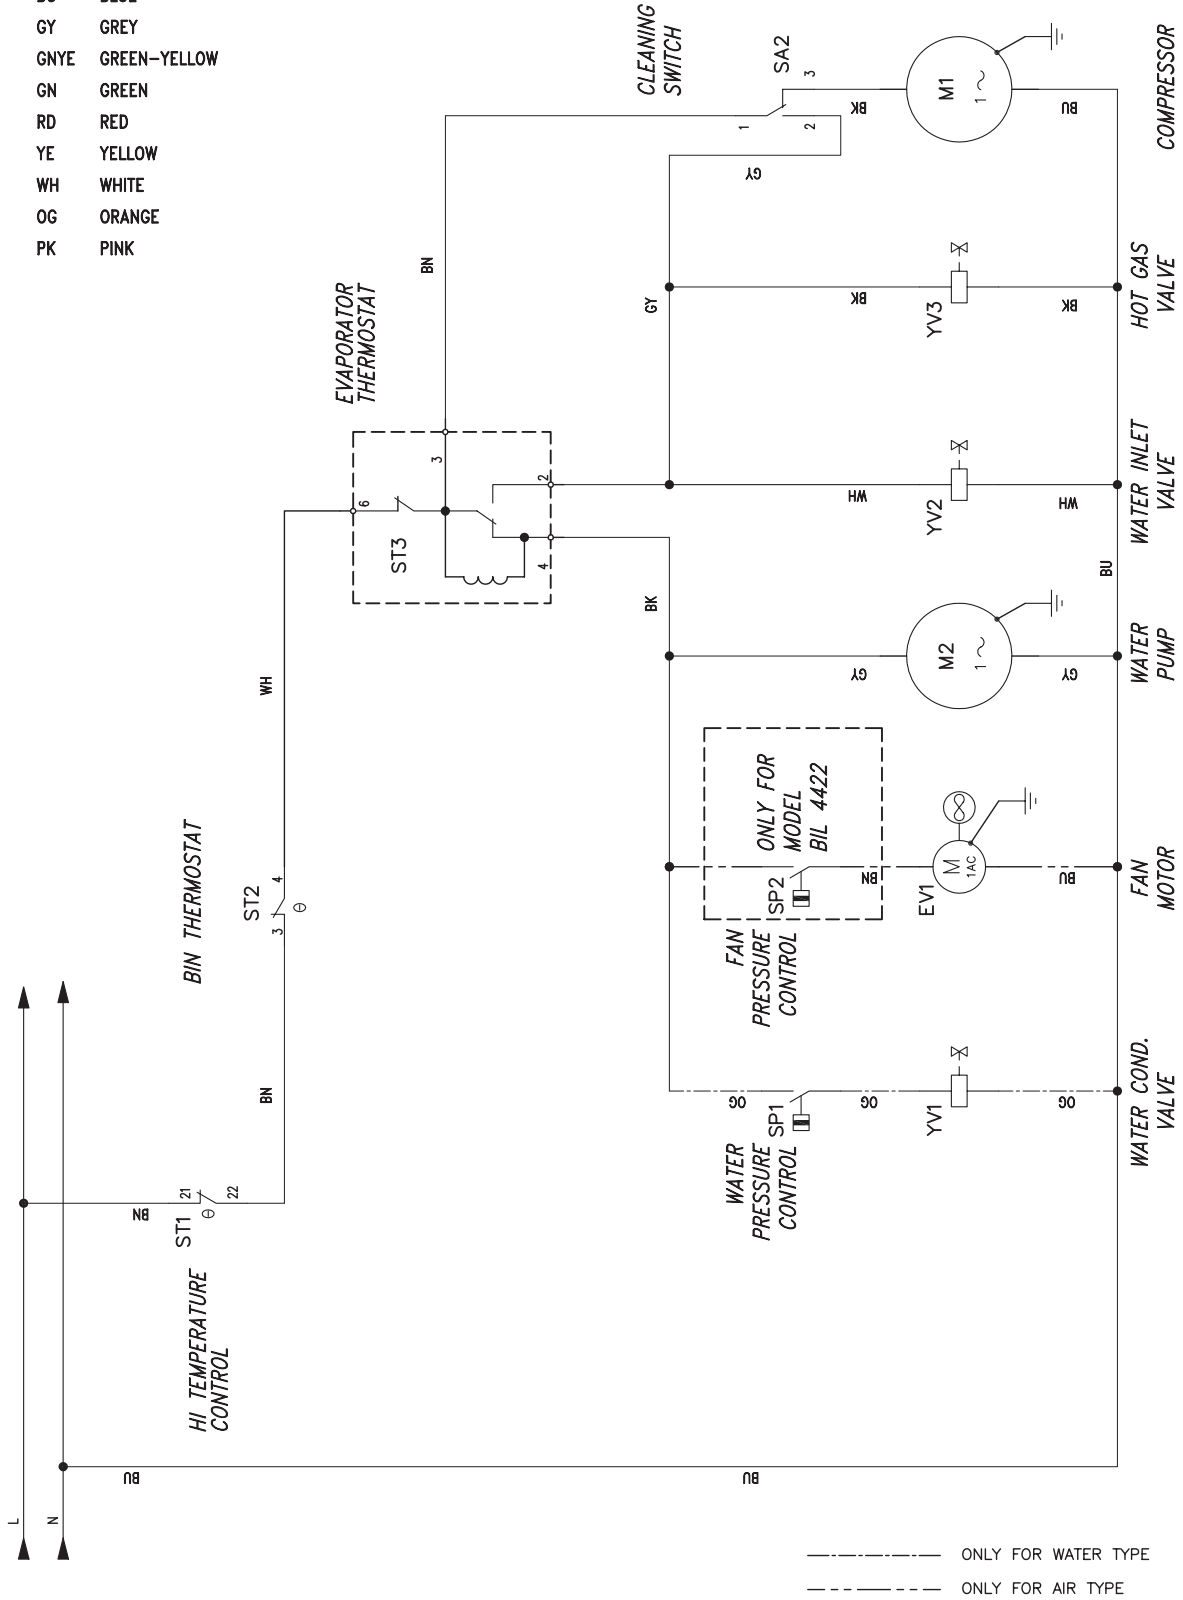 GY GREY
GNYE GREEN-YELLOW
GN GREEN
RD RED
YE YELLOW
WH WHITE
OG ORANGE
PK PINK
CLEANING
SWITCH
SA2
1
2
3
BK
M1
1
BU
COMPRESSOR
GY
BN
EVAPORATOR
THERMOSTAT
GY
BK
YV3
BK
HOT GAS
VALVE
3
6
2
4
ST3
WH
YV2
WH
WATER INLET
VALVE
BU
BK
WH
GY
M2
1
GY
WATER
PUMP
BIN THERMOSTAT
ST2
4
3
ONLY FOR
MODEL
BIL 4422
SP2
BN
EV1
M
1AC
BU
FAN
MOTOR
FAN
PRESSURE
CONTROL
BN
OG
SP1
OG
YV1
OG
WATER COND.
VALVE
WATER
PRESSURE
CONTROL
BN
21
22
ST1
HI TEMPERATURE
CONTROL
BU
BU
L
N
ONLY FOR WATER TYPE
ONLY FOR AIR TYPE